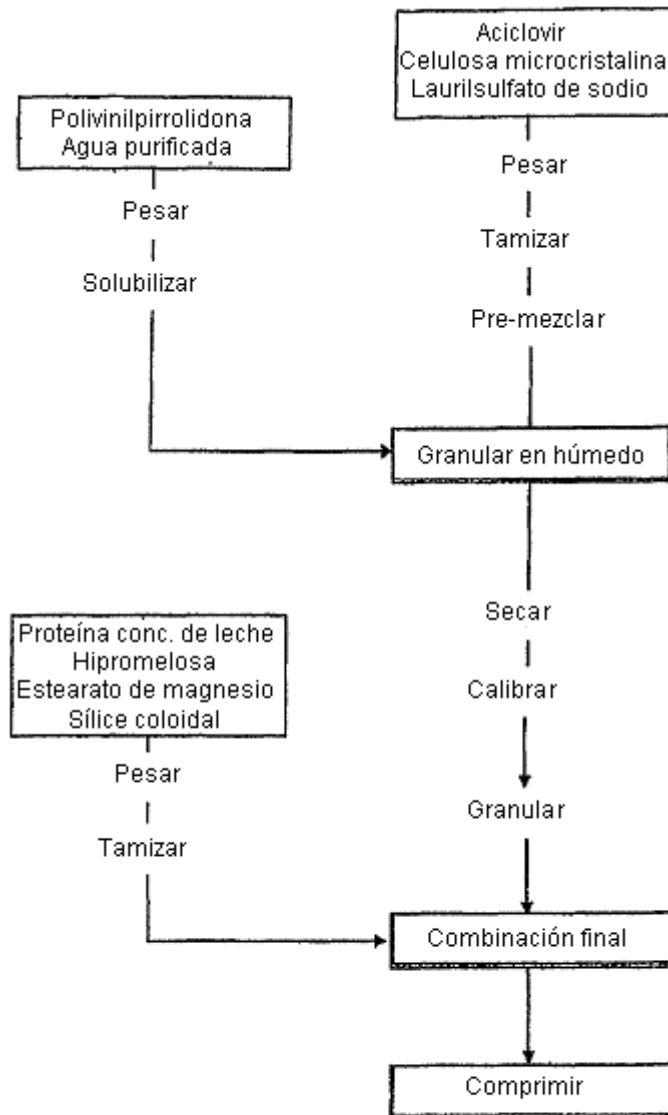 Aciclovir
Celulosa microcristalina
Laurilsulfato de sodio
Polivinilpirrolidona
Agua purificada
Pesar
Tamizar
Pre-mezclar
Pesar
Solubilizar
Granular en húmedo
Secar
Calibrar
Granular
Proteína conc. de leche
Hipromelosa
Estearato de magnesio
Sílice coloidal
Pesar
Tamizar
Combinación final
Comprimir